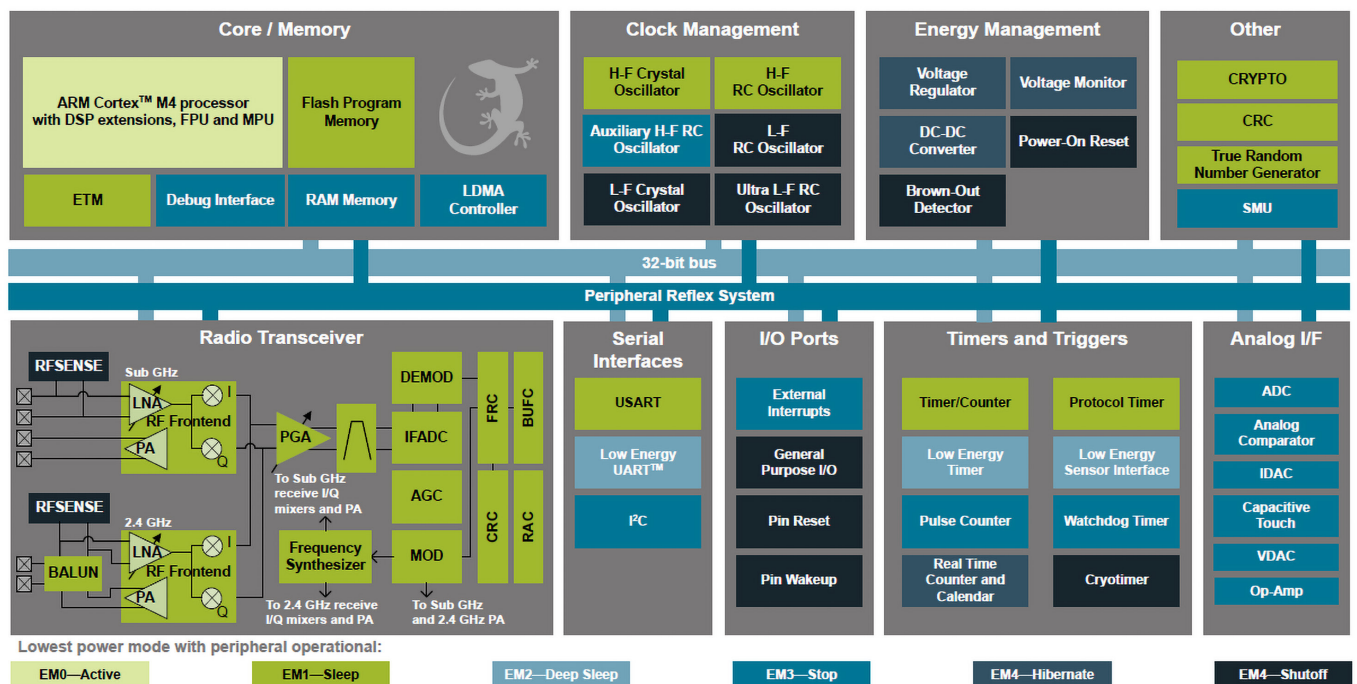 Core / Memory
ARM Cortex™ M4 processor
with DSP extensions, FPU and MPU
Flash Program
Memory
ETM
Debug Interface
RAM Memory
LDMA
Controller
Clock Management
H-F Crystal
Oscillator
H-F
RC Oscillator
Auxiliary H-F RC
Oscillator
L-F
RC Oscillator
L-F Crystal
Oscillator
Ultra L-F RC
Oscillator
Energy Management
Voltage
Regulator
Voltage Monitor
DC-DC
Converter
Power-On Reset
Brown-Out
Detector
Other
CRYPTO
CRC
True Random
Number Generator
SMU
32-bit bus
Peripheral Reflex System
Radio Transceiver
RFSENSE
Sub GHz
LNA
I
RF Frontend
PA
Q
RFSENSE
2.4 GHz
LNA
I
BALUN
RF Frontend
PA
Q
PGA
To Sub GHz
receive I/Q
mixers and PA
Frequency
Synthesizer
To 2.4 GHz receive
I/Q mixers and PA
DEMOD
IFADC
AGC
MOD
To Sub GHz
and 2.4 GHz PA
FRC
BUFC
CRC
RAC
Serial
Interfaces
USART
Low Energy
UART™
I²C
I/O Ports
External
Interrupts
General
Purpose I/O
Pin Reset
Pin Wakeup
Timers and Triggers
Timer/Counter
Protocol Timer
Low Energy
Timer
Low Energy
Sensor Interface
Pulse Counter
Watchdog Timer
Real Time
Counter and
Calendar
Cryotimer
Analog I/F
ADC
Analog
Comparator
IDAC
Capacitive
Touch
VDAC
Op-Amp
Lowest power mode with peripheral operational:
EM0—Active
EM1—Sleep
EM2—Deep Sleep
EM3—Stop
EM4—Hibernate
EM4—Shutoff